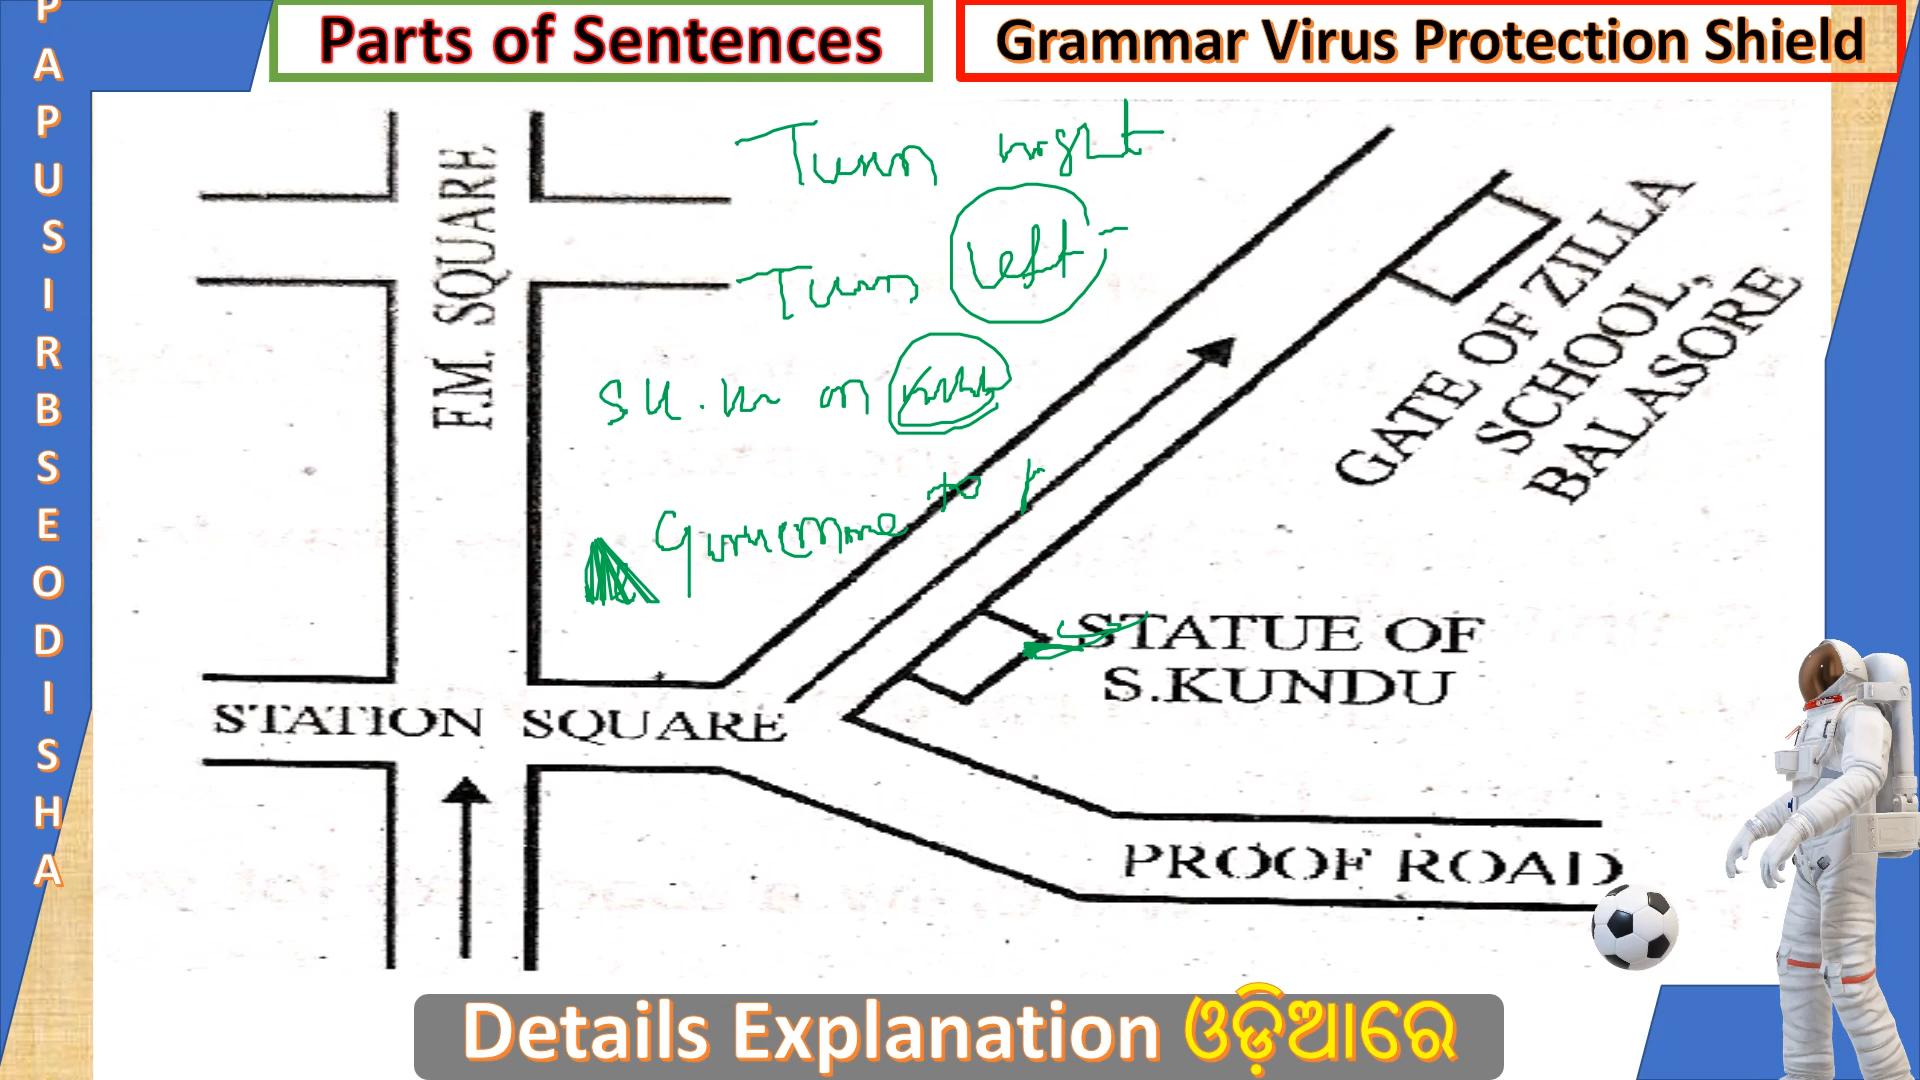 PAPUSIRBSEODISHA
Parts of Sentences
Grammar Virus Protection Shield
F.M. SQUARE
Turn right
Turn Left
on
to
GATE OF ZILLA
SCHOOL,
BALASORE
STATUE OF
S.KUNDU
STATION SQUARE
PROOF ROAD
Details Explanation ଓଡ଼ିଆରେ